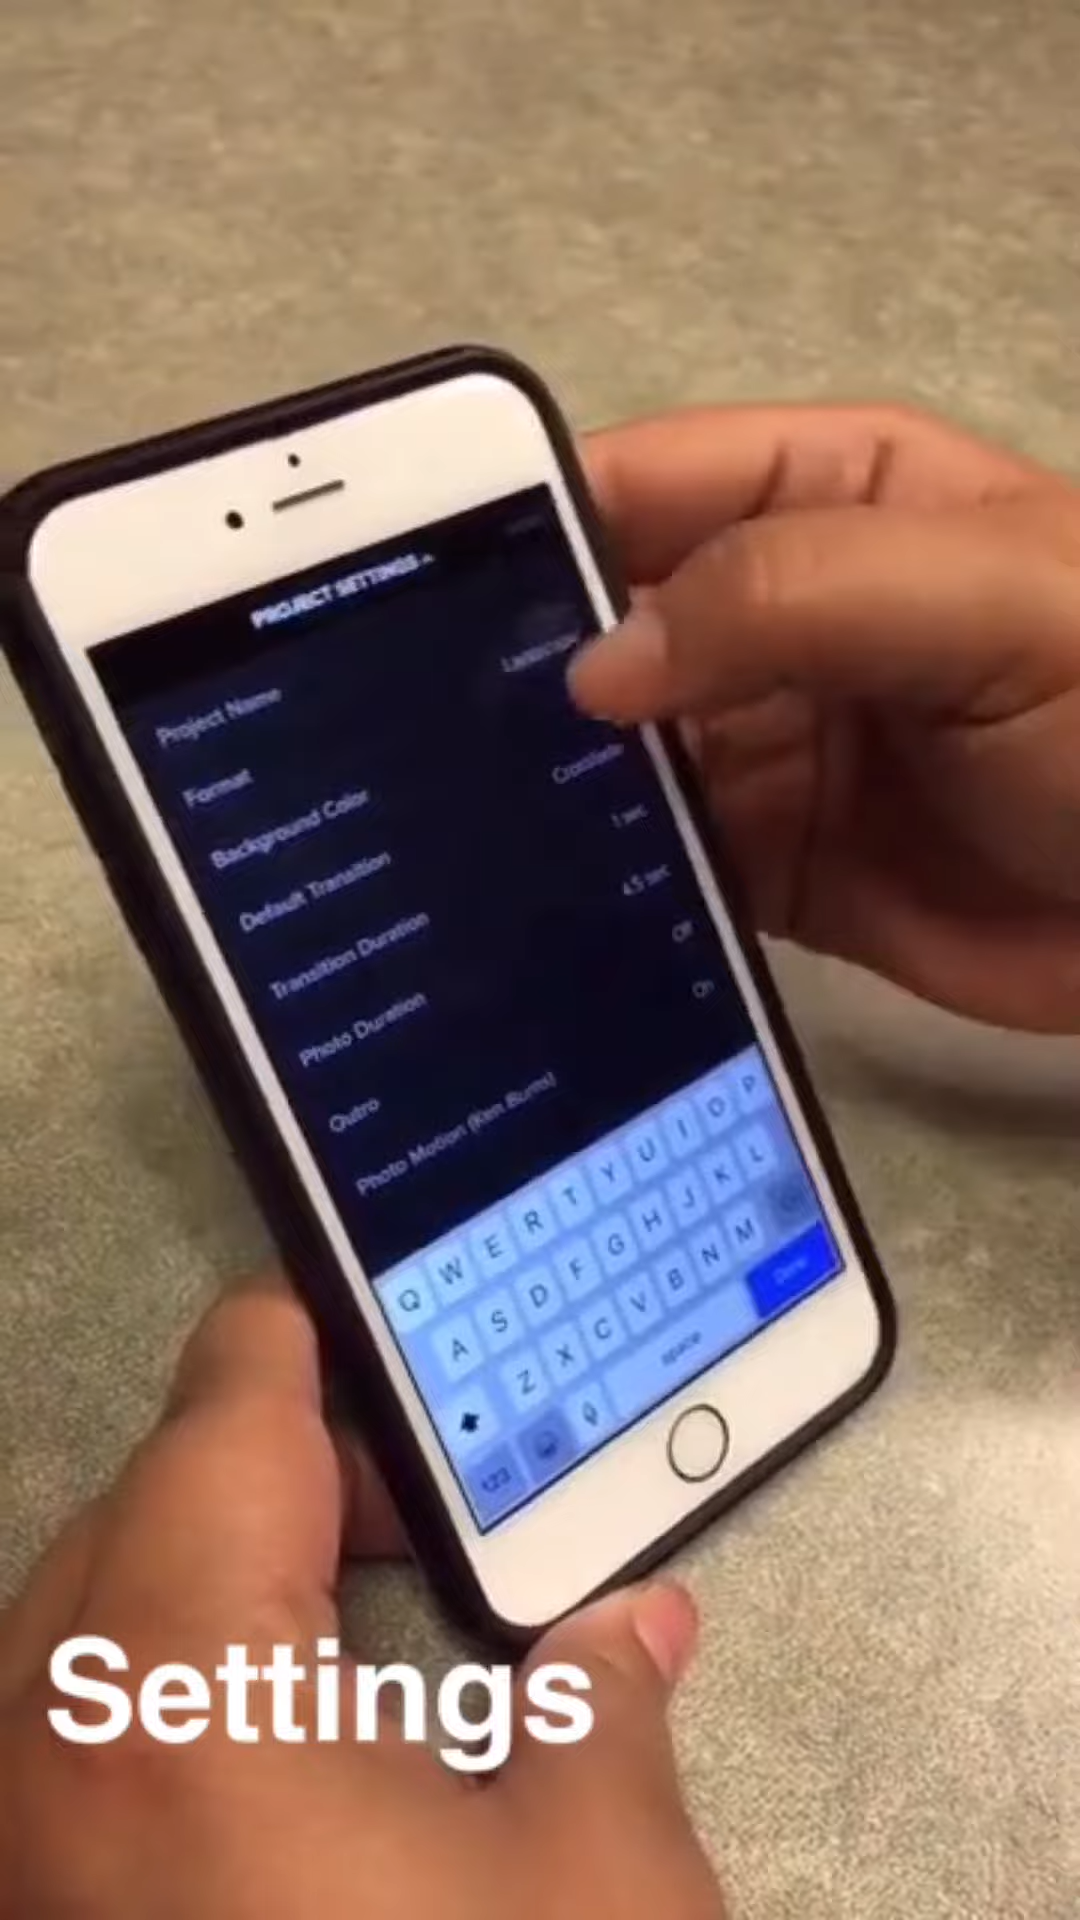 PROJECT SETTINGS
Project Name
Format
Background Color
Default Transition
Crossfade
Transition Duration
1 sec
Photo Duration
4.5 sec
Outro
Off
Photo Motion (Ken Burns)
On
Q W E R T Y U I O P
A S D F G H J K L
Z X C V B N M
123
space
Done
Settings